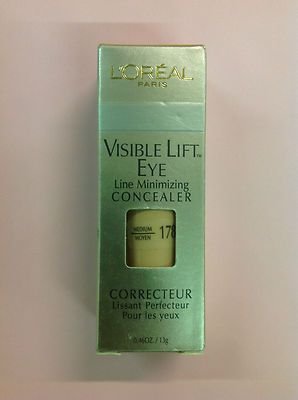 L'ORÉAL
PARIS
VISIBLE LIFT™
EYE
Line Minimizing
CONCEALER
MEDIUM
MOYEN
178
CORRECTEUR
Lissant Perfecteur
Pour les yeux
0.46OZ. / 13g